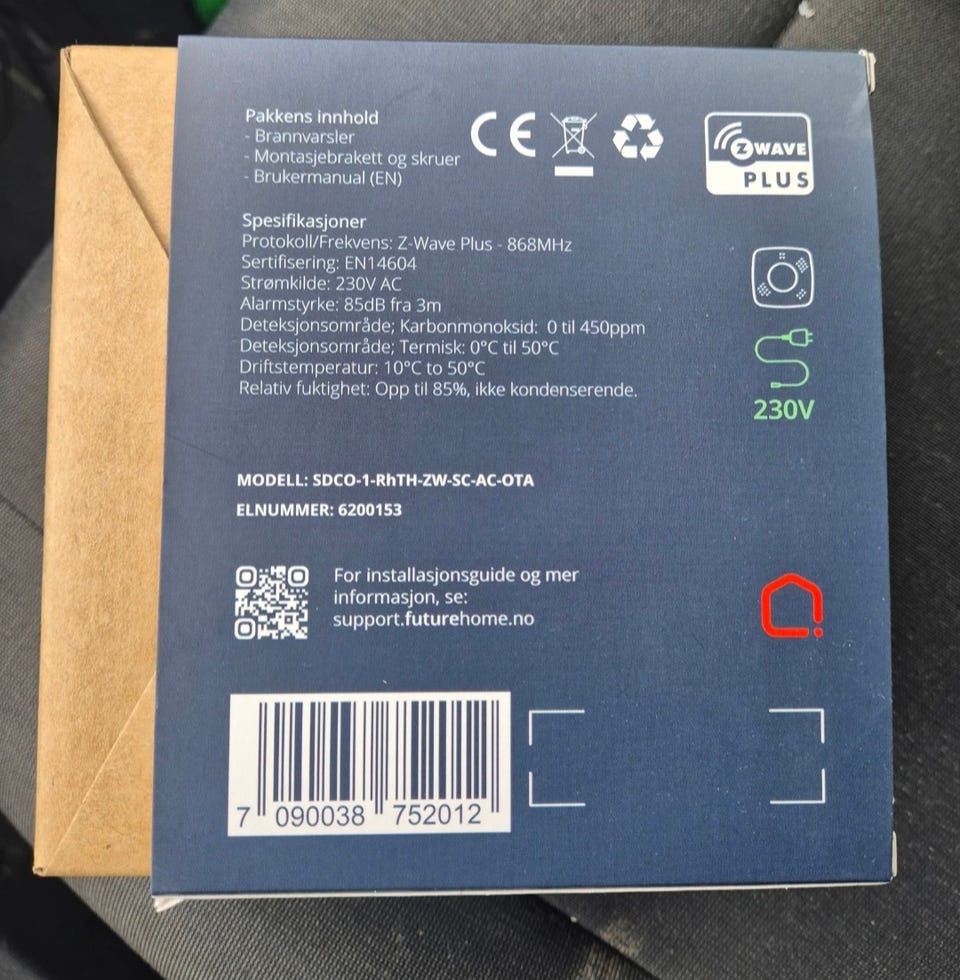 Pakkens innhold
- Brannvarsler
- Montasjebrakett og skruer
- Brukermanual (EN)
CE
Z WAVE
PLUS
Spesifikasjoner
Protokoll/Frekvens: Z-Wave Plus - 868MHz
Sertifisering: EN14604
Strømkilde: 230V AC
Alarmstyrke: 85dB fra 3m
Deteksjonsområde; Karbonmonoksid: 0 til 450ppm
Deteksjonsområde; Termisk: 0°C til 50°C
Driftstemperatur: 10°C to 50°C
Relativ fuktighet: Opp til 85%, ikke kondenserende.
230V
MODELL: SDCO-1-RhTH-ZW-SC-AC-OTA
ELNUMMER: 6200153
For installasjonsguide og mer
informasjon, se:
support.futurehome.no
7 090038 752012